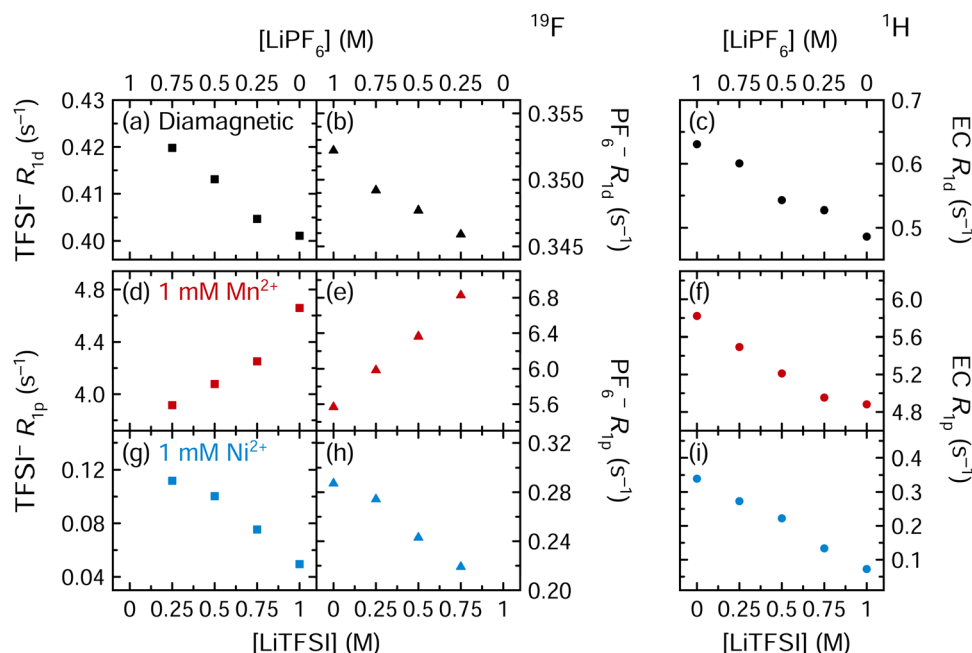 ¹⁹F
¹H
[LiPF₆] (M)
[LiPF₆] (M)
1 0.75 0.5 0.25 0 1 0.75 0.5 0.25 0
1 0.75 0.5 0.25 0
(a) Diamagnetic
(b)
(c)
TFSI⁻ R₁d (s⁻¹)
0.43
0.42
0.41
0.40
PF₆⁻ R₁d (s⁻¹)
0.355
0.350
0.345
EC R₁d (s⁻¹)
0.7
0.6
0.5
(d) 1 mM Mn²⁺
(e)
(f)
TFSI⁻ R₁p (s⁻¹)
4.8
4.4
4.0
PF₆⁻ R₁p (s⁻¹)
6.8
6.4
6.0
5.6
EC R₁p (s⁻¹)
6.0
5.6
5.2
4.8
(g) 1 mM Ni²⁺
(h)
(i)
0.12
0.08
0.04
0.32
0.28
0.24
0.20
0.4
0.3
0.2
0.1
0 0.25 0.5 0.75 1 0 0.25 0.5 0.75 1
0 0.25 0.5 0.75 1
[LiTFSI] (M)
[LiTFSI] (M)